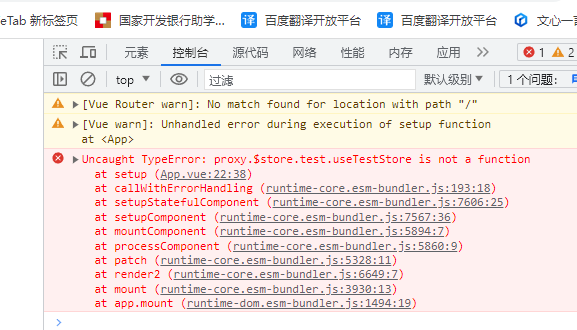 eTab 新标签页 国家开发银行助学... 译 百度翻译开放平台 译 百度翻译开放平台 文心一
元素 控制台 源代码 网络 性能 内存 应用 1 2
top 过滤 默认级别 1 个问题:
[Vue Router warn]: No match found for location with path "/"
[Vue warn]: Unhandled error during execution of setup function
at <App>
Uncaught TypeError: proxy.$store.test.useTestStore is not a function
at setup (App.vue:22:38)
at callWithErrorHandling (runtime-core.esm-bundler.js:193:18)
at setupStatefulComponent (runtime-core.esm-bundler.js:7606:25)
at setupComponent (runtime-core.esm-bundler.js:7567:36)
at mountComponent (runtime-core.esm-bundler.js:5894:7)
at processComponent (runtime-core.esm-bundler.js:5860:9)
at patch (runtime-core.esm-bundler.js:5328:11)
at render2 (runtime-core.esm-bundler.js:6649:7)
at mount (runtime-core.esm-bundler.js:3930:13)
at app.mount (runtime-dom.esm-bundler.js:1494:19)